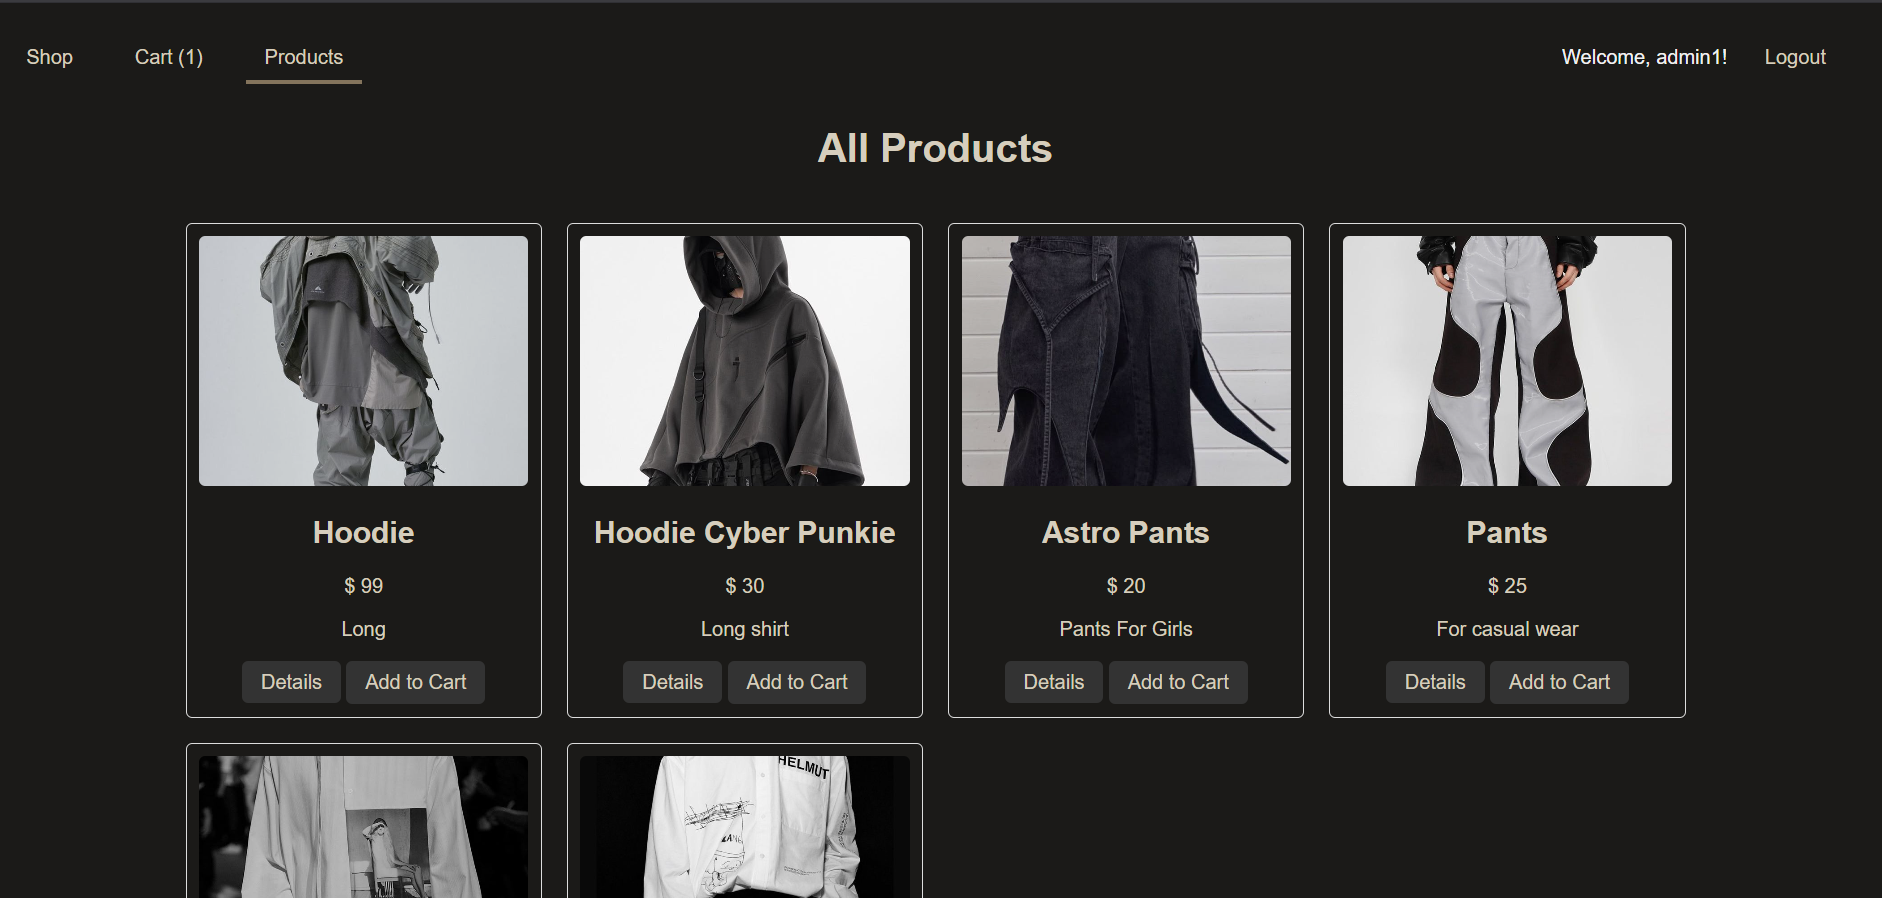 Shop Cart (1) Products Welcome, admin1! Logout
All Products
Hoodie
$ 99
Long
Details Add to Cart
Hoodie Cyber Punkie
$ 30
Long shirt
Details Add to Cart
Astro Pants
$ 20
Pants For Girls
Details Add to Cart
Pants
$ 25
For casual wear
Details Add to Cart
HELMUT